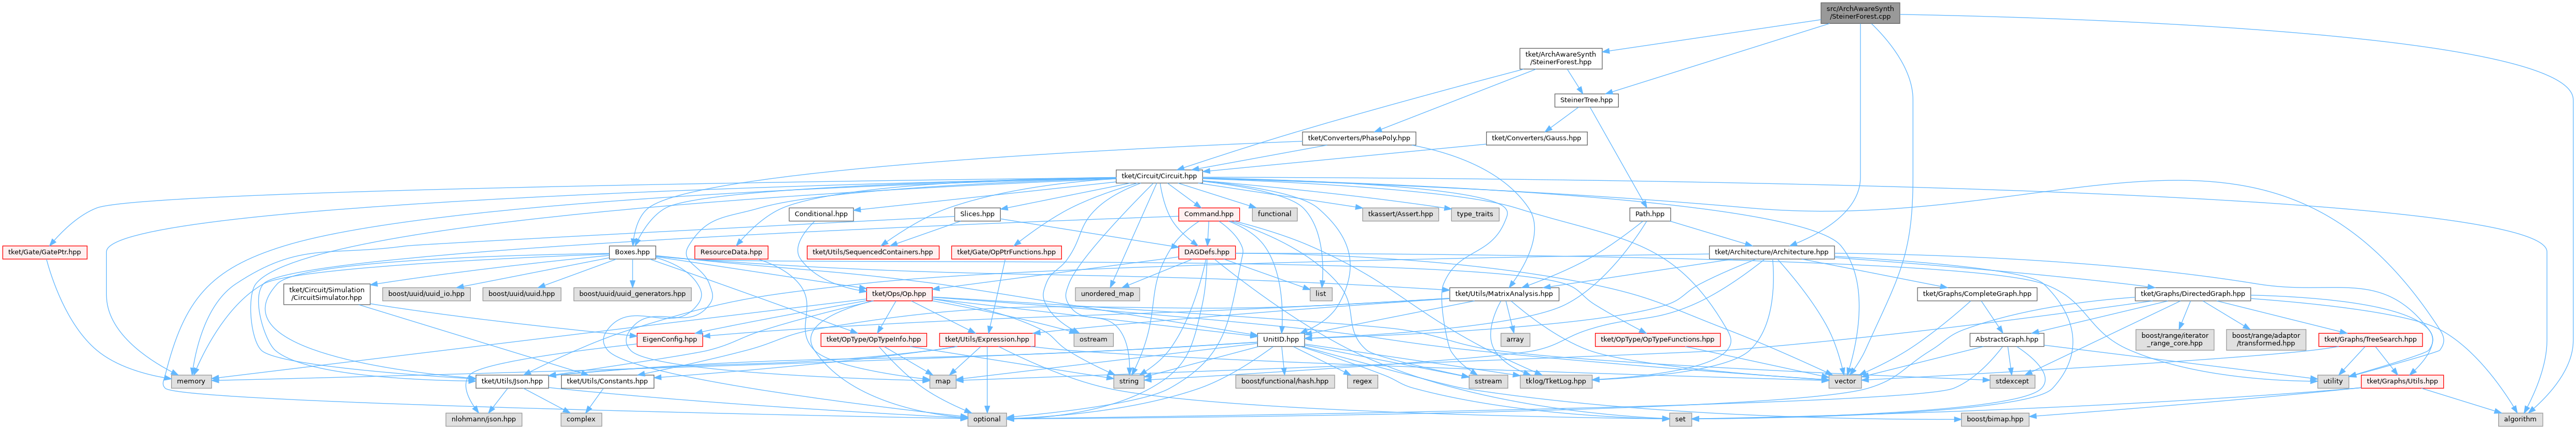 src/ArchAwareSynth
/SteinerForest.cpp
tket/ArchAwareSynth
/SteinerForest.hpp
SteinerTree.hpp
tket/Converters/PhasePoly.hpp
tket/Converters/Gauss.hpp
tket/Circuit/Circuit.hpp
Conditional.hpp
Slices.hpp
Command.hpp
functional
tkassert/Assert.hpp
type_traits
Path.hpp
tket/Gate/GatePtr.hpp
Boxes.hpp
ResourceData.hpp
tket/Utils/SequencedContainers.hpp
tket/Gate/OpPtrFunctions.hpp
DAGDefs.hpp
tket/Architecture/Architecture.hpp
tket/Circuit/Simulation
/CircuitSimulator.hpp
boost/uuid/uuid_io.hpp
boost/uuid/uuid.hpp
boost/uuid/uuid_generators.hpp
tket/Ops/Op.hpp
unordered_map
list
tket/Utils/MatrixAnalysis.hpp
tket/Graphs/CompleteGraph.hpp
tket/Graphs/DirectedGraph.hpp
EigenConfig.hpp
tket/OpType/OpTypeInfo.hpp
tket/Utils/Expression.hpp
ostream
UnitID.hpp
array
tket/OpType/OpTypeFunctions.hpp
AbstractGraph.hpp
boost/range/iterator
_range_core.hpp
boost/range/adaptor
/transformed.hpp
tket/Graphs/TreeSearch.hpp
memory
tket/Utils/Json.hpp
tket/Utils/Constants.hpp
map
string
boost/functional/hash.hpp
regex
sstream
tklog/TketLog.hpp
vector
stdexcept
utility
tket/Graphs/Utils.hpp
nlohmann/json.hpp
complex
optional
set
boost/bimap.hpp
algorithm